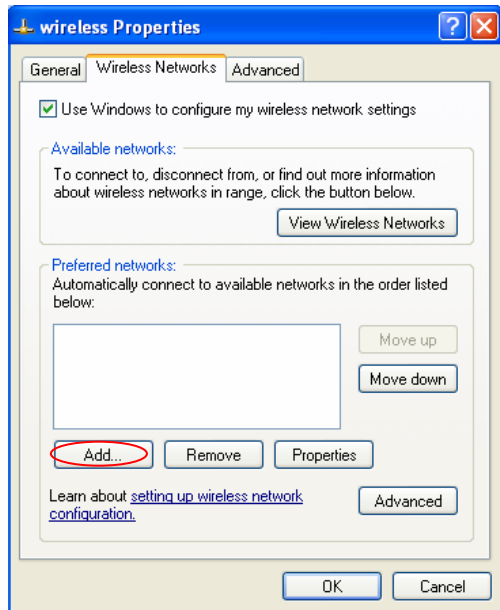 wireless Properties
General
Wireless Networks
Advanced
Use Windows to configure my wireless network settings
Available networks:
To connect to, disconnect from, or find out more information
about wireless networks in range, click the button below.
View Wireless Networks
Preferred networks:
Automatically connect to available networks in the order listed
below:
Move up
Move down
Add...
Remove
Properties
Learn about setting up wireless network
configuration.
Advanced
OK
Cancel